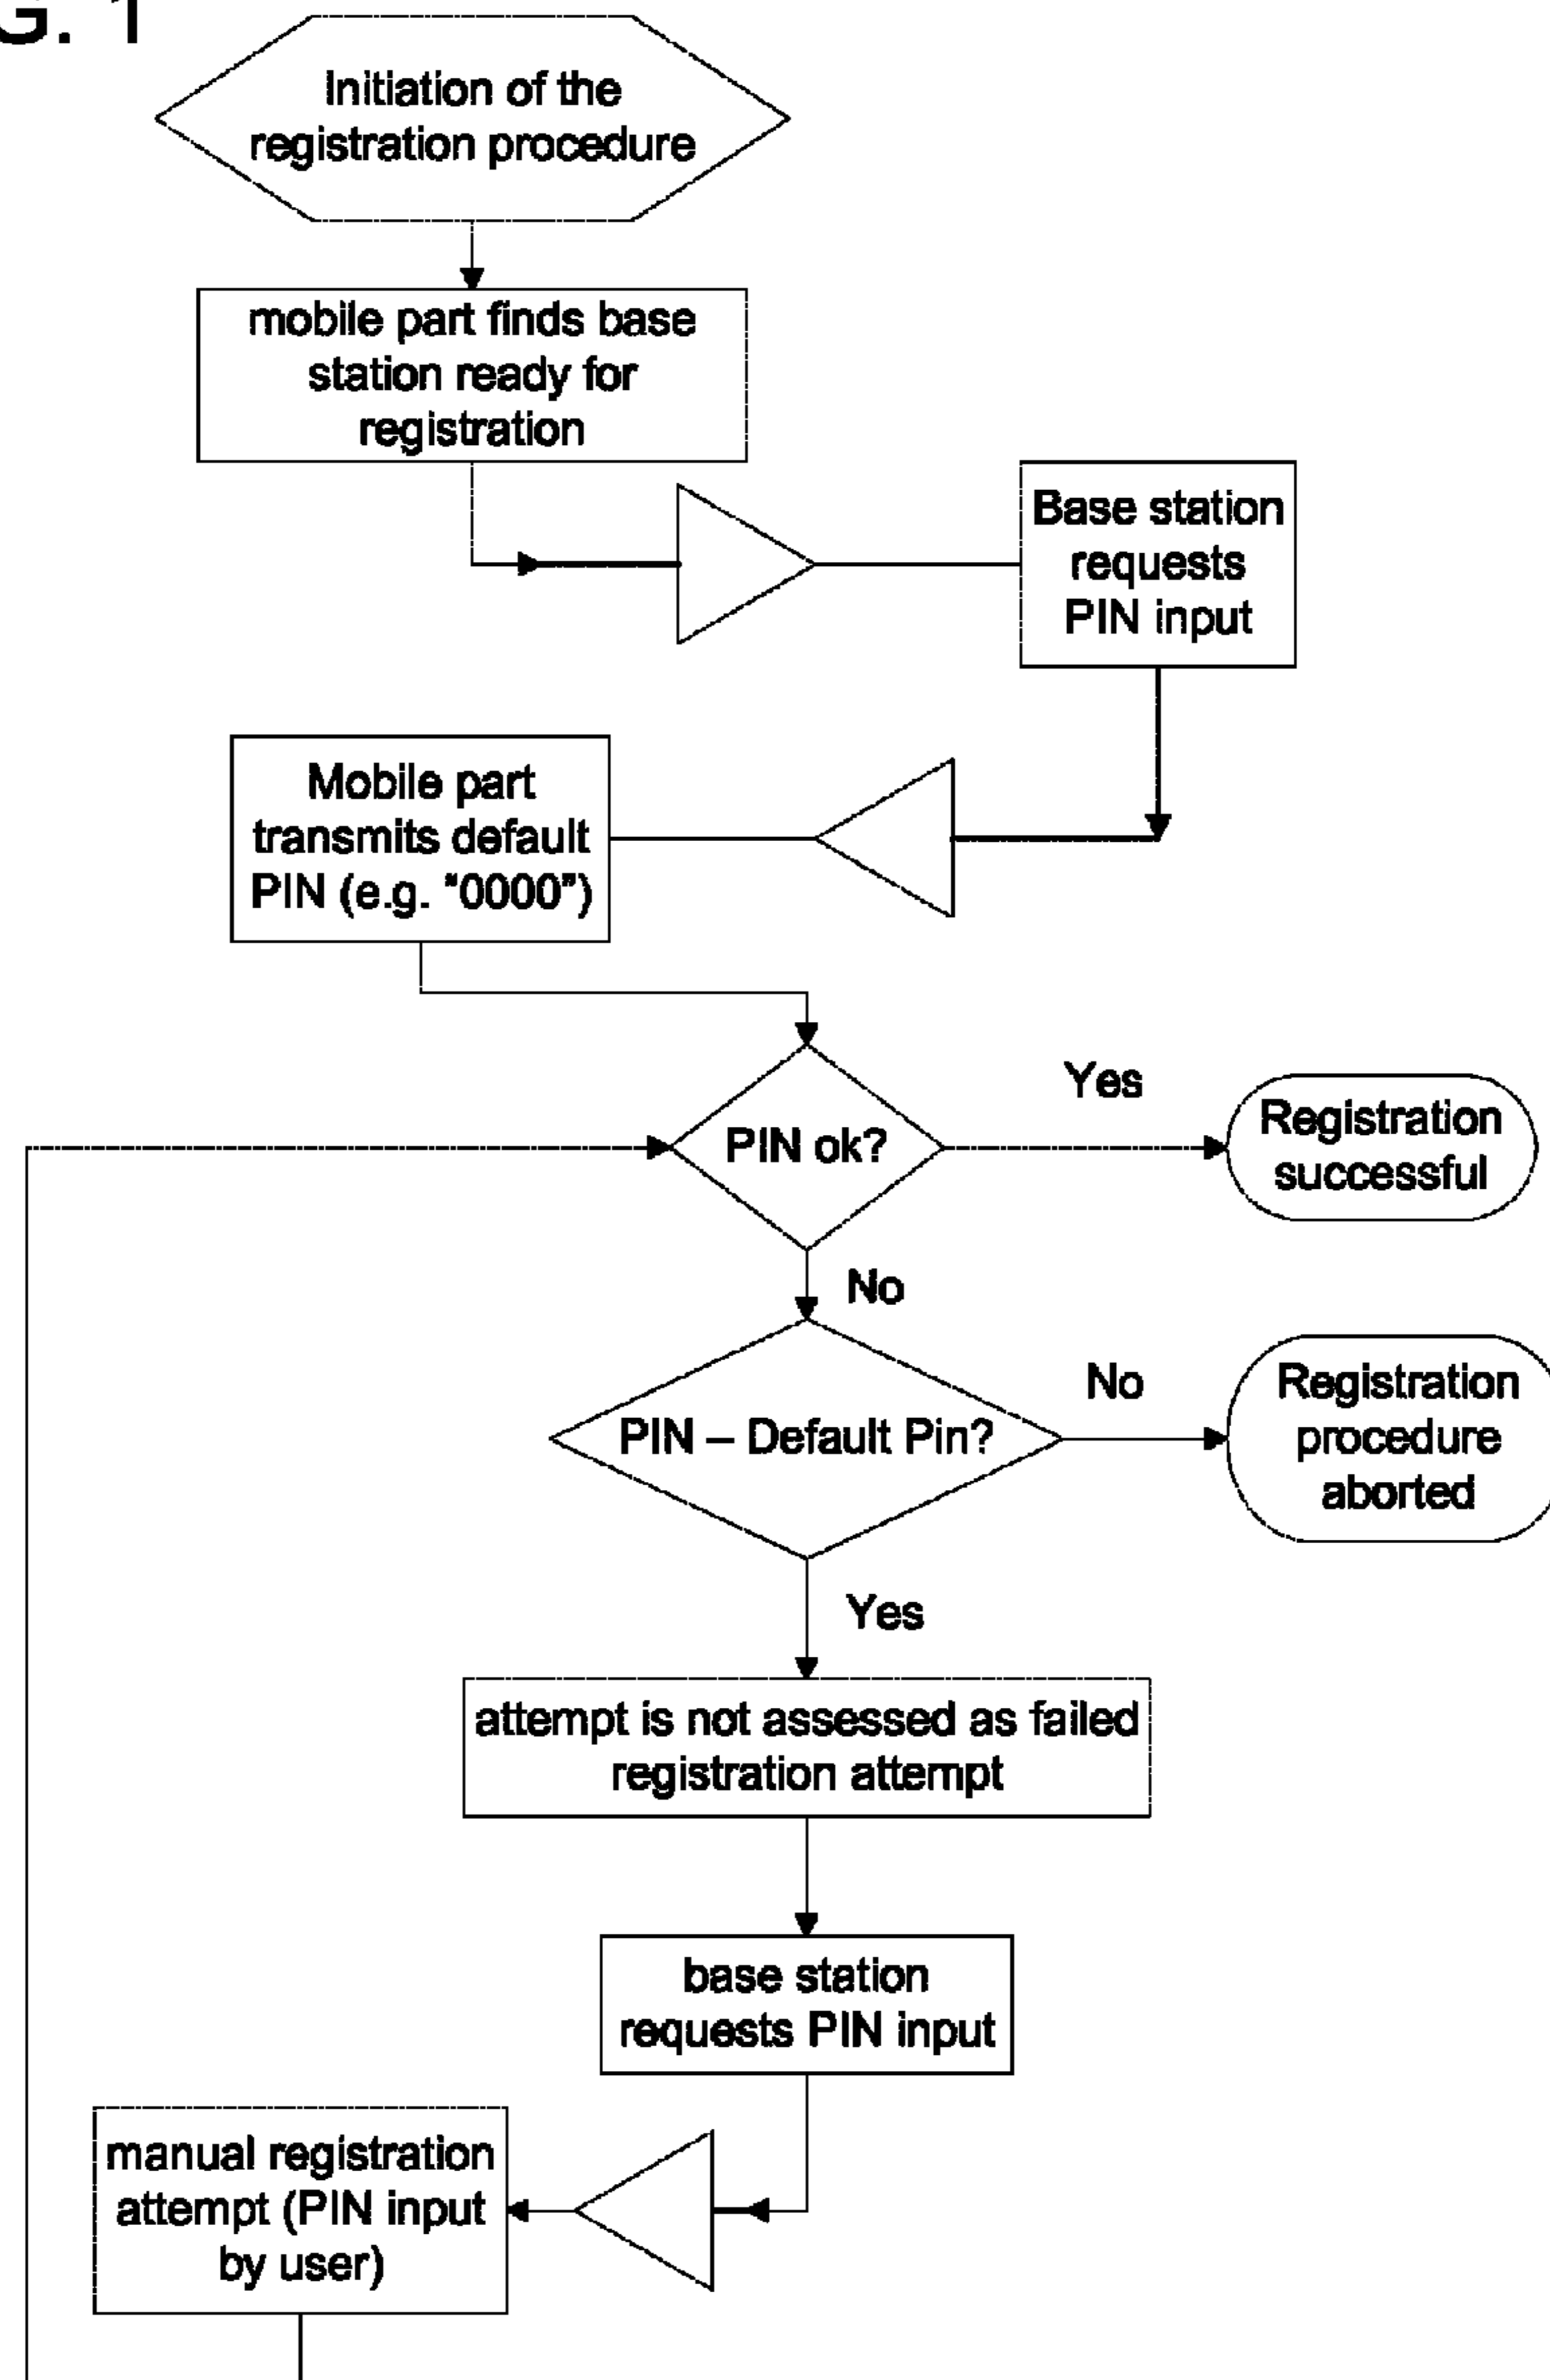 G. 1
Initiation of the
registration procedure
mobile part finds base
station ready for
registration
Base station
requests
PIN input
Mobile part
transmits default
PIN (e.g. “0000”)
PIN ok?
Yes
Registration
successful
No
PIN – Default Pin?
No
Registration
procedure
aborted
Yes
attempt is not assessed as failed
registration attempt
base station
requests PIN input
manual registration
attempt (PIN input
by user)